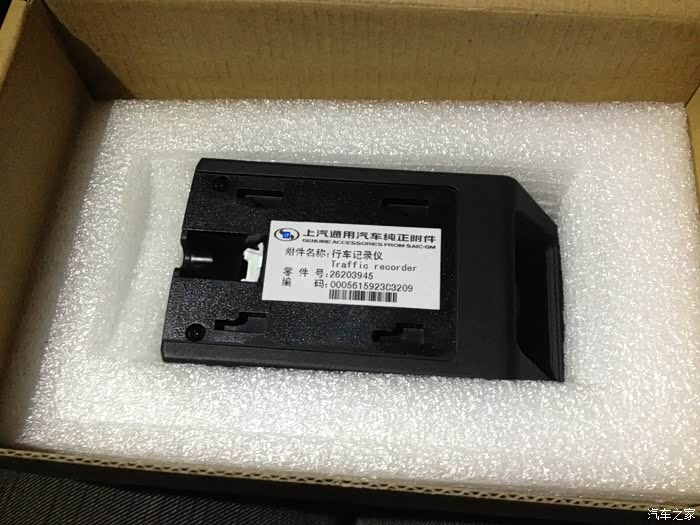 上汽通用汽车纯正附件
GENUINE ACCESSORIES FROM SAIC-GM
附件名称:行车记录仪
Traffic recorder
零 件 号:26203945
编    码:0005615923C3209
汽车之家